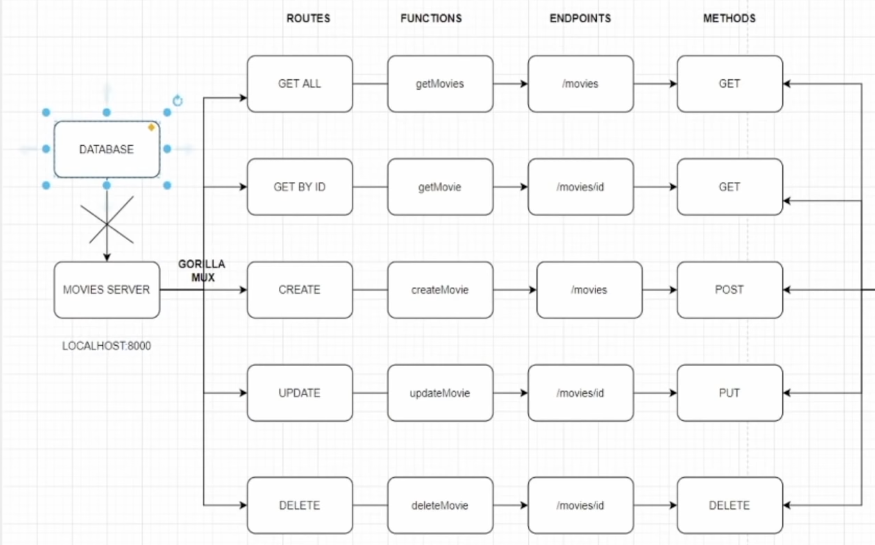 ROUTES
FUNCTIONS
ENDPOINTS
METHODS
GET ALL
getMovies
/movies
GET
DATABASE
GET BY ID
getMovie
/movies/id
GET
GORILLA
MUX
MOVIES SERVER
CREATE
createMovie
/movies
POST
LOCALHOST:8000
UPDATE
updateMovie
/movies/id
PUT
DELETE
deleteMovie
/movies/id
DELETE